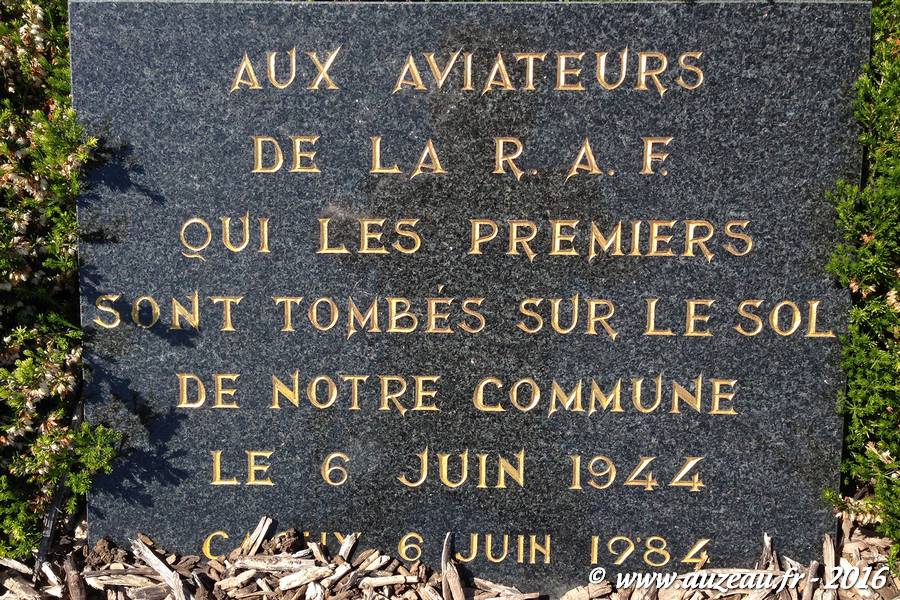 AUX AVIATEURS
DE LA R.A.F.
QUI LES PREMIERS
SONT TOMBÉS SUR LE SOL
DE NOTRE COMMUNE
LE 6 JUIN 1944
6 JUIN 1984
© www.auzeau.fr - 2016